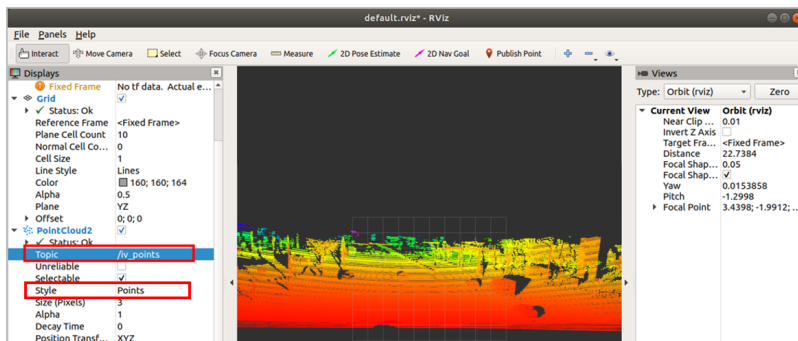 default.rviz* - RViz
File Panels Help
Interact Move Camera Select Focus Camera Measure 2D Pose Estimate 2D Nav Goal Publish Point
Displays
Fixed Frame No tf data. Actual e...
Grid
Status: Ok
Reference Frame <Fixed Frame>
Plane Cell Count 10
Normal Cell Co... 0
Cell Size 1
Line Style Lines
Color 160; 160; 164
Alpha 0.5
Plane YZ
Offset 0; 0; 0
PointCloud2
Status: Ok
Topic /iv_points
Unreliable
Selectable
Style Points
Size (Pixels) 3
Alpha 1
Decay Time 0
Position Transf... XYZ
Views
Type: Orbit (rviz) Zero
Current View Orbit (rviz)
Near Clip ... 0.01
Invert Z Axis
Target Fra... <Fixed Frame>
Distance 22.7384
Focal Shap... 0.05
Focal Shap...
Yaw 0.0153858
Pitch -1.2998
Focal Point 3.4398; -1.9912; ...